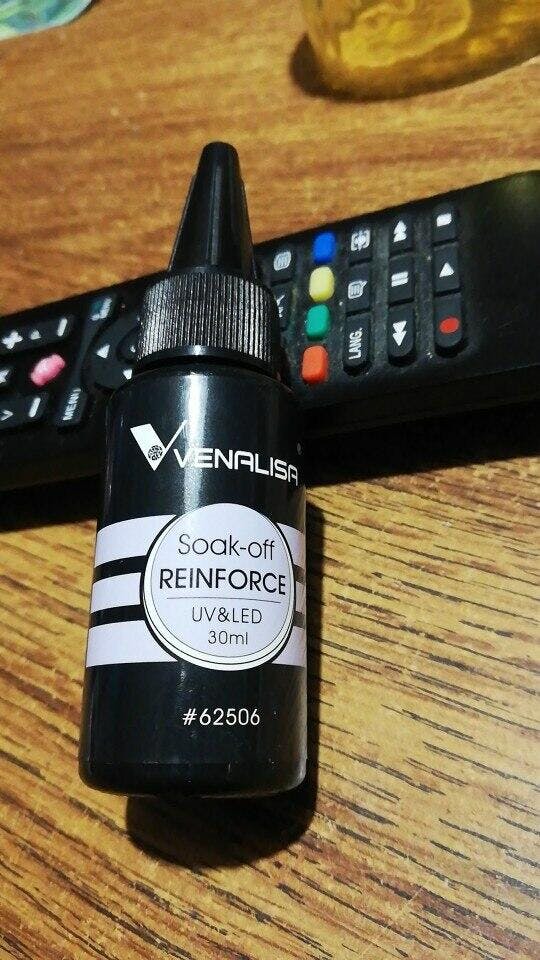 VENALISA
Soak-off
REINFORCE
UV&LED
30ml
#62506
LANG.
MENU